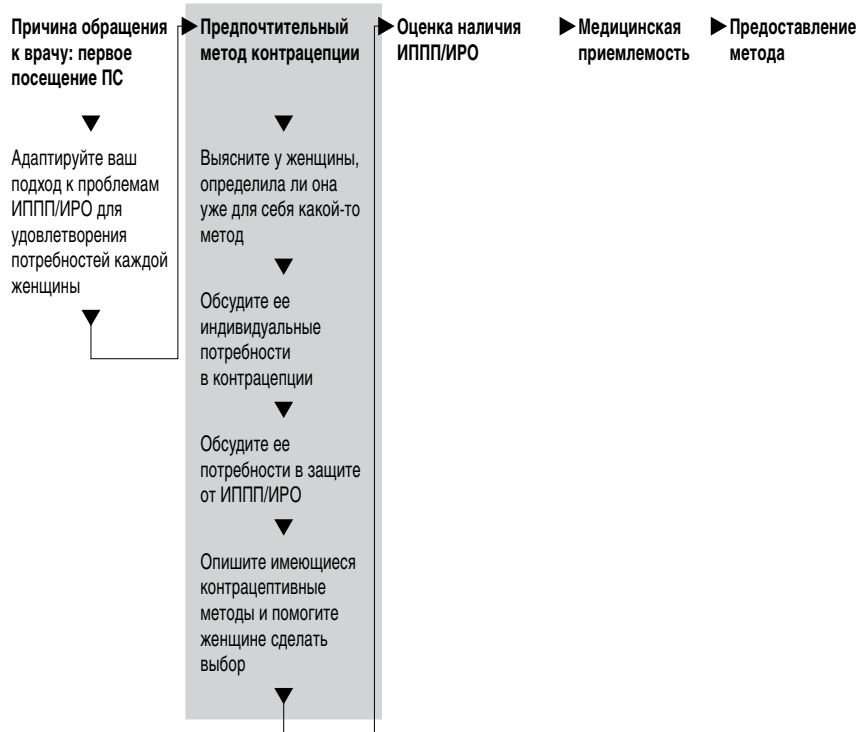 Причина обращения
к врачу: первое
посещение ПС
Адаптируйте ваш
подход к проблемам
ИППП/ИРО для
удовлетворения
потребностей каждой
женщины
Предпочтительный
метод контрацепции
Выясните у женщины,
определила ли она
уже для себя какой-то
метод
Обсудите ее
индивидуальные
потребности
в контрацепции
Обсудите ее
потребности в защите
от ИППП/ИРО
Опишите имеющиеся
контрацептивные
методы и помогите
женщине сделать
выбор
Оценка наличия
ИППП/ИРО
Медицинская
приемлемость
Предоставление
метода